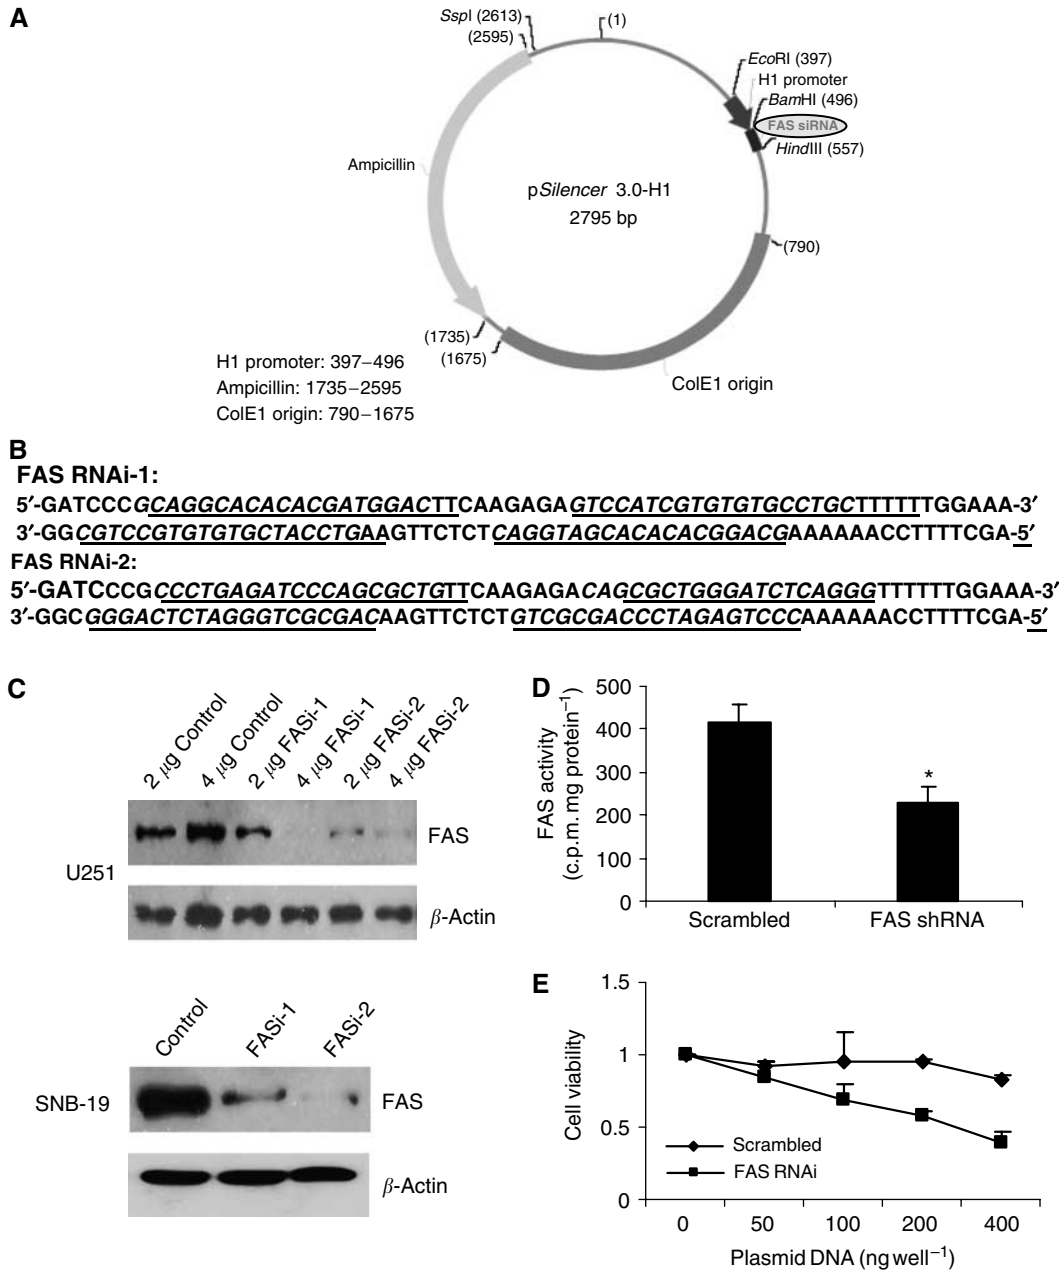 A
SspI (2613)
(2595)
(1)
EcoRI (397)
H1 promoter
BamHI (496)
FAS siRNA
HindIII (557)
Ampicillin
pSilencer 3.0-H1
2795 bp
(790)
(1735)
(1675)
ColE1 origin
H1 promoter: 397–496
Ampicillin: 1735–2595
ColE1 origin: 790–1675
B
FAS RNAi-1:
5′-GATCCCGCAGGCACACACGATGGACTTCAAGAGAGTCCATCGTGTGTGCCTGCTTTTTTGGAAA-3′
3′-GGCGTCCGTGTGTGCTACCTGAAGTTCTCTCAGGTAGCACACACGGACGAAAAAACCTTTTCGA-5′
FAS RNAi-2:
5′-GATCCCGCCCTGAGATCCCAGCGCTGTTCAAGAGACAGCGCTGGGATCTCAGGGTTTTTTGGAAA-3′
3′-GGCGGGACTCTAGGGTCGCGACAAGTTCTCTGTCGCGACCCTAGAGTCCCAAAAAACCTTTTCGA-5′
C
2 μg Control
4 μg Control
2 μg FASi-1
4 μg FASi-1
2 μg FASi-2
4 μg FASi-2
FAS
U251
β-Actin
Control
FASi-1
FASi-2
SNB-19
FAS
β-Actin
D
FAS activity
(c.p.m. mg protein⁻¹)
500
400
300
200
100
0
*
Scrambled
FAS shRNA
E
Cell viability
1.5
1
0.5
0
Scrambled
FAS RNAi
0
50
100
200
400
Plasmid DNA (ng well⁻¹)